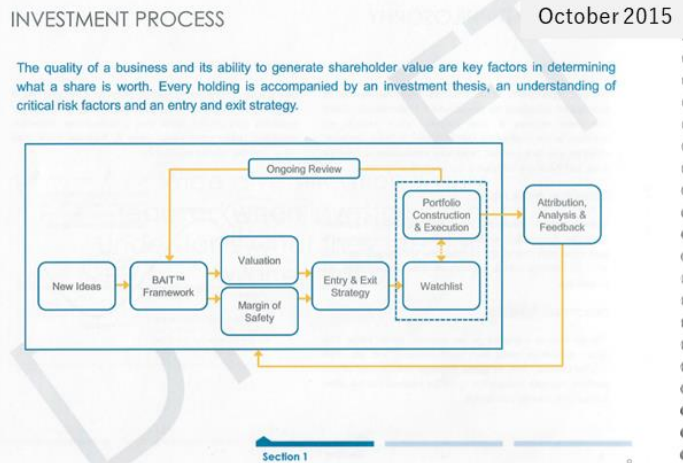 INVESTMENT PROCESS
October 2015
The quality of a business and its ability to generate shareholder value are key factors in determining
what a share is worth. Every holding is accompanied by an investment thesis, an understanding of
critical risk factors and an entry and exit strategy.
Ongoing Review
Portfolio
Construction
& Execution
Attribution,
Analysis &
Feedback
New Ideas
BAIT™
Framework
Valuation
Margin of
Safety
Entry & Exit
Strategy
Watchlist
Section 1